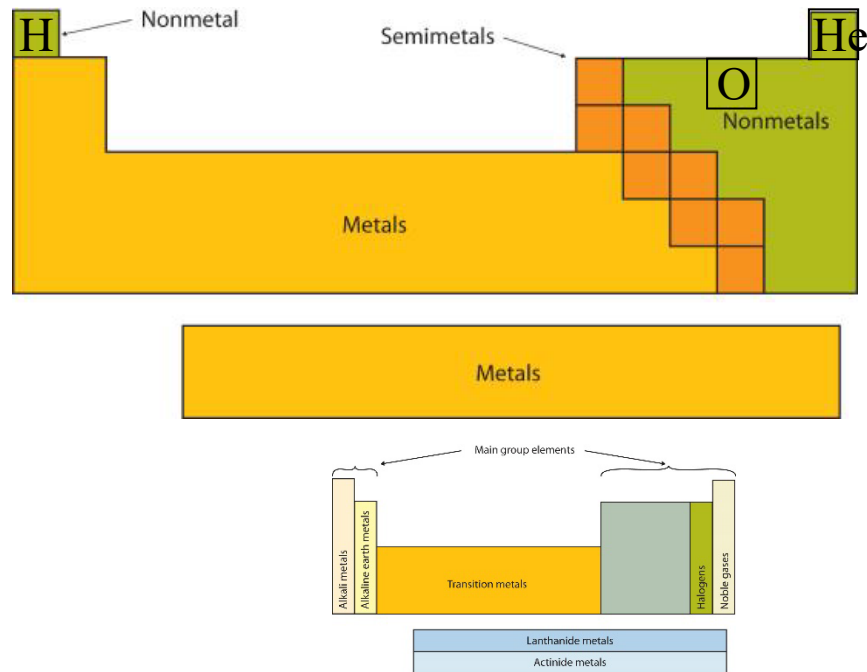 H
Nonmetal
He
Semimetals
O
Nonmetals
Metals
Metals
Main group elements
Alkali metals
Alkaline earth metals
Transition metals
Halogens
Noble gases
Lanthanide metals
Actinide metals